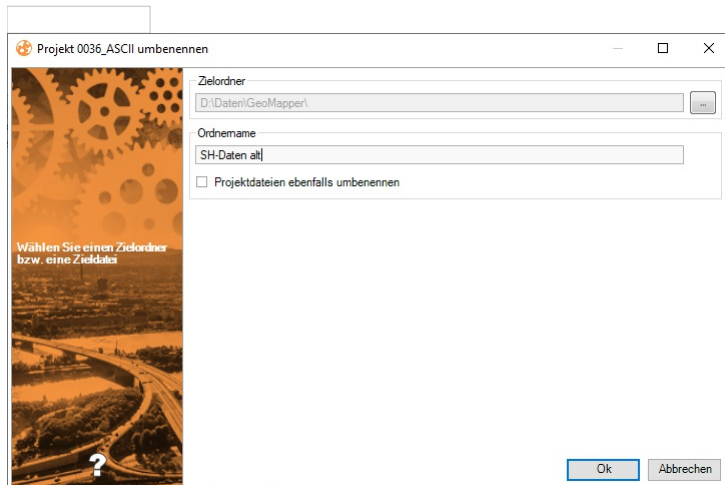 Projekt 0036_ASCII umbenennen
Zielordner
D:\Daten\GeoMapper\
...
Ordnername
SH-Daten alt
Projektdateien ebenfalls umbenennen
Wählen Sie einen Zielordner
bzw. eine Zieldatei
?
Ok
Abbrechen